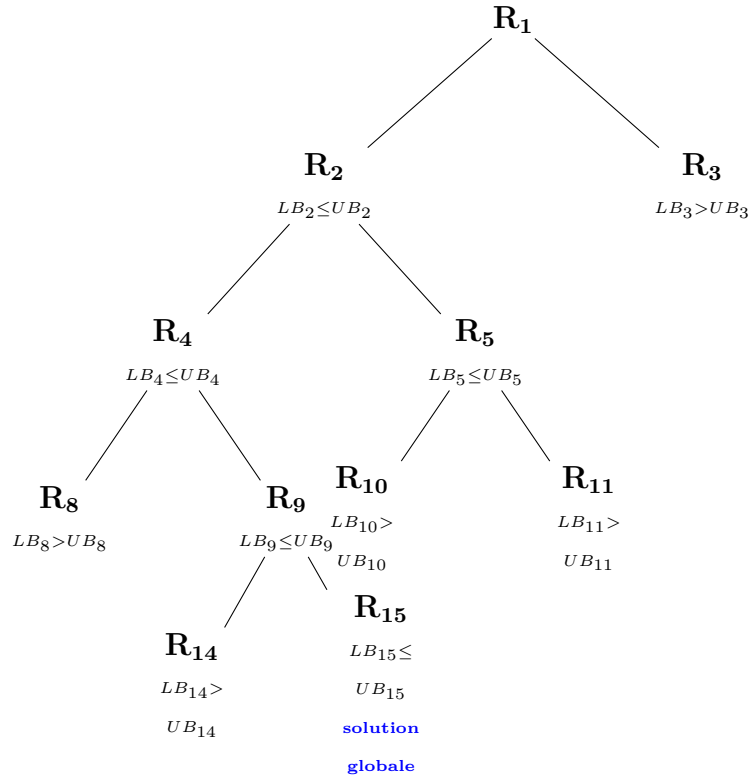 R₁
R₂
LB₂≤UB₂
R₃
LB₃>UB₃
R₄
LB₄≤UB₄
R₅
LB₅≤UB₅
R₈
LB₈>UB₈
R₉
LB₉≤UB₉
R₁₀
LB₁₀>
UB₁₀
R₁₁
LB₁₁>
UB₁₁
R₁₄
LB₁₄>
UB₁₄
R₁₅
LB₁₅≤
UB₁₅
solution
globale